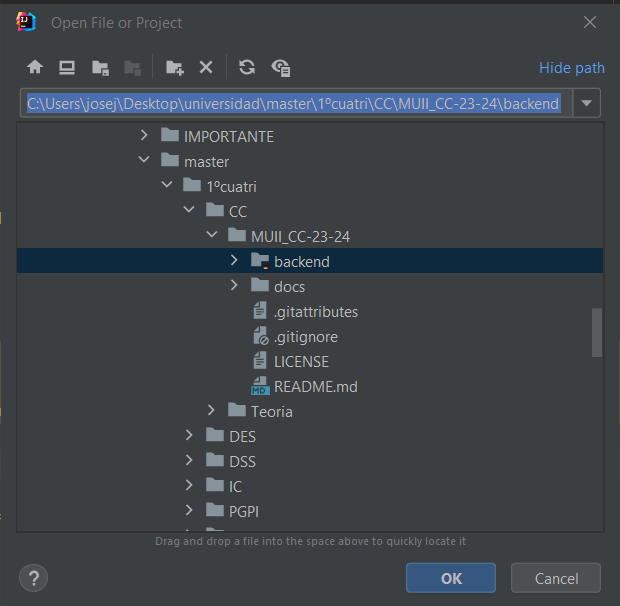 Open File or Project
Hide path
C:\Users\josej\Desktop\universidad\master\1ºcuatri\CC\MUII_CC-23-24\backend
IMPORTANTE
master
1ºcuatri
CC
MUII_CC-23-24
backend
docs
.gitattributes
.gitignore
LICENSE
MD README.md
Teoria
DES
DSS
IC
PGPI
Drag and drop a file into the space above to quickly locate it
? OK Cancel